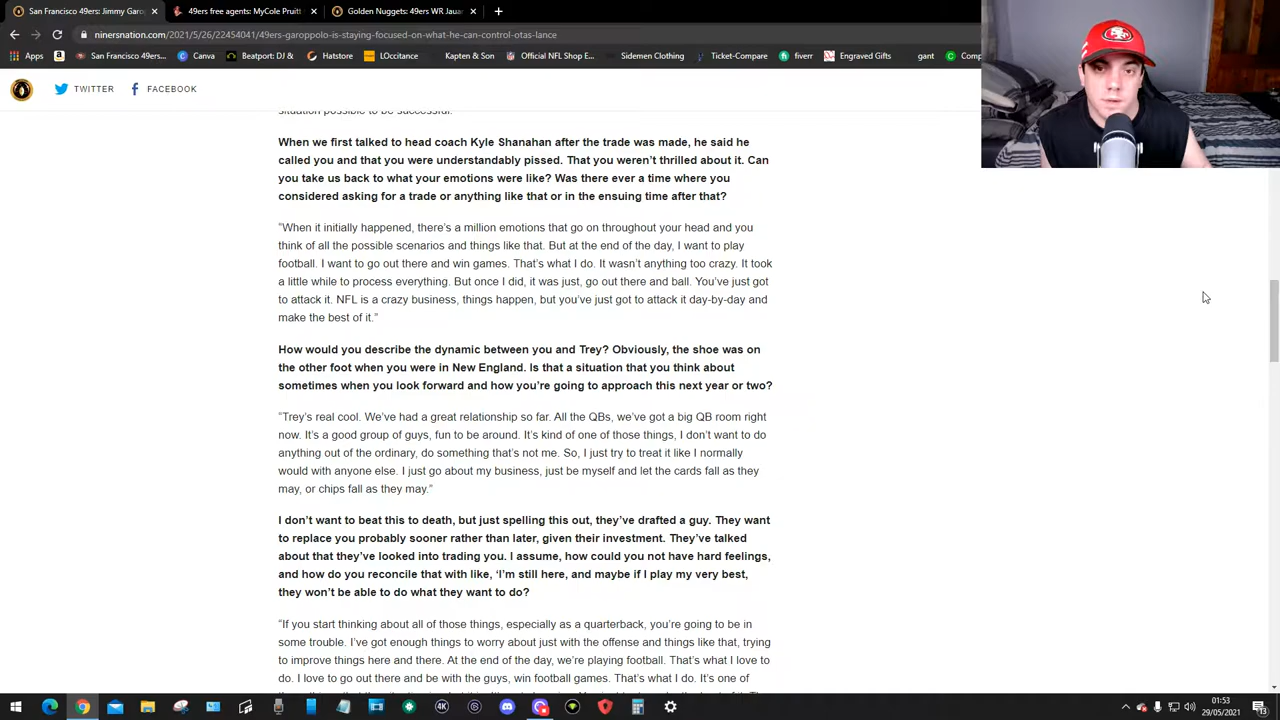 San Francisco 49ers: Jimmy Garop
49ers free agents: MyCole Pruitt
Golden Nuggets: 49ers WR Jauan
ninersnation.com/2021/5/26/22454041/49ers-garoppolo-is-staying-focused-on-what-he-can-control-otas-lance
Apps
San Francisco 49ers...
Canva
Beatport: DJ &
Hatstore
LOccitane
Kapten & Son
Official NFL Shop E...
Sidemen Clothing
Ticket-Compare
fiverr
Engraved Gifts
gant
Comp
TWITTER
FACEBOOK
situation possible to be successful.
When we first talked to head coach Kyle Shanahan after the trade was made, he said he
called you and that you were understandably pissed. That you weren't thrilled about it. Can
you take us back to what your emotions were like? Was there ever a time where you
considered asking for a trade or anything like that or in the ensuing time after that?
"When it initially happened, there's a million emotions that go on throughout your head and you
think of all the possible scenarios and things like that. But at the end of the day, I want to play
football. I want to go out there and win games. That's what I do. It wasn't anything too crazy. It took
a little while to process everything. But once I did, it was just, go out there and ball. You've just got
to attack it. NFL is a crazy business, things happen, but you've just got to attack it day-by-day and
make the best of it."
How would you describe the dynamic between you and Trey? Obviously, the shoe was on
the other foot when you were in New England. Is that a situation that you think about
sometimes when you look forward and how you're going to approach this next year or two?
"Trey's real cool. We've had a great relationship so far. All the QBs, we've got a big QB room right
now. It's a good group of guys, fun to be around. It's kind of one of those things, I don't want to do
anything out of the ordinary, do something that's not me. So, I just try to treat it like I normally
would with anyone else. I just go about my business, just be myself and let the cards fall as they
may, or chips fall as they may."
I don't want to beat this to death, but just spelling this out, they've drafted a guy. They want
to replace you probably sooner rather than later, given their investment. They've talked
about that they've looked into trading you. I assume, how could you not have hard feelings,
and how do you reconcile that with like, 'I'm still here, and maybe if I play my very best,
they won't be able to do what they want to do?
"If you start thinking about all of those things, especially as a quarterback, you're going to be in
some trouble. I've got enough things to worry about just with the offense and things like that, trying
to improve things here and there. At the end of the day, we're playing football. That's what I love to
do. I love to go out there and be with the guys, win football games. That's what I do. It's one of
01:53
29/05/2021